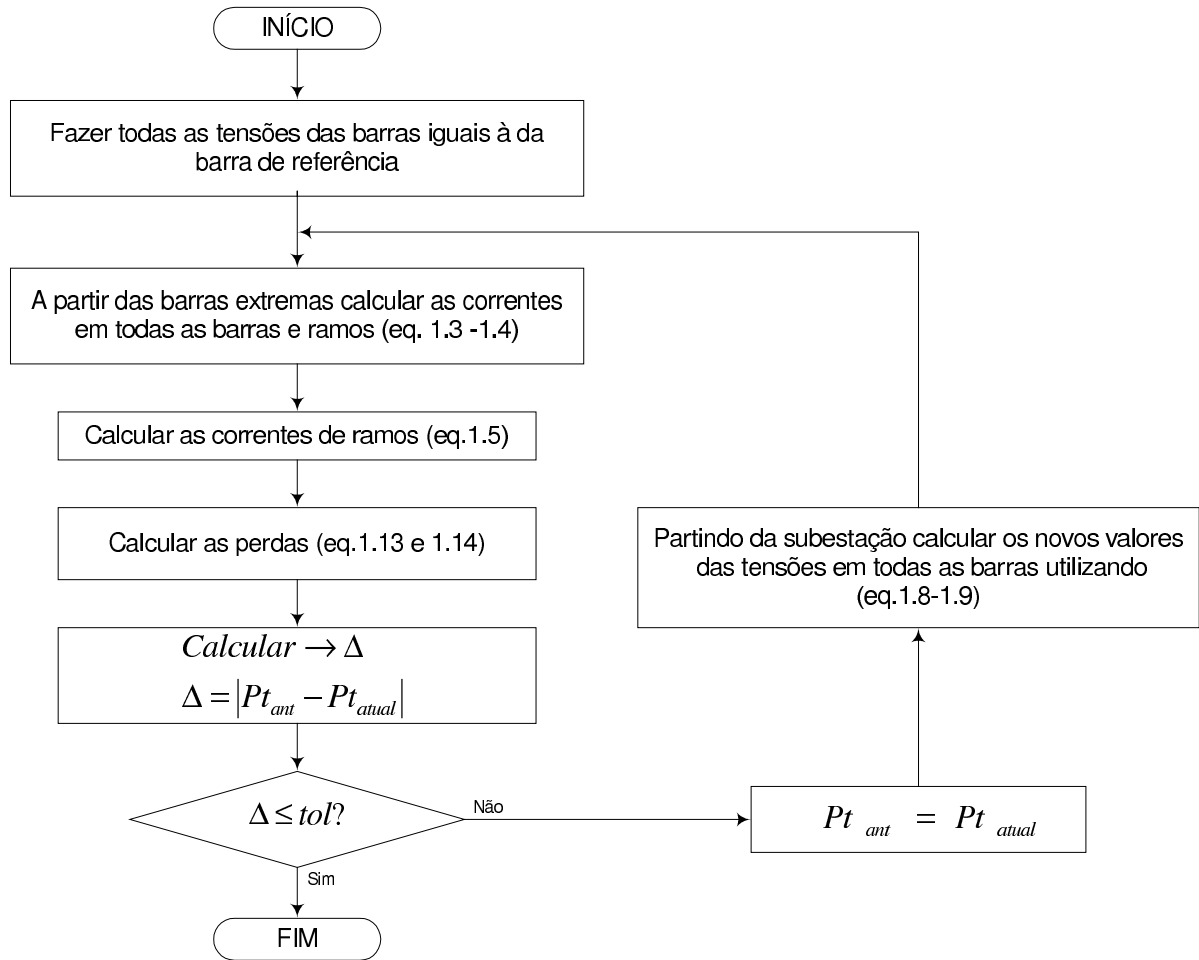 INÍCIO
Fazer todas as tensões das barras iguais à da
barra de referência
A partir das barras extremas calcular as correntes
em todas as barras e ramos (eq. 1.3 -1.4)
Calcular as correntes de ramos (eq.1.5)
Calcular as perdas (eq.1.13 e 1.14)
Calcular → Δ
Δ = |Pt_ant − Pt_atual|
Δ ≤ tol?
Não
Sim
FIM
Pt_ant = Pt_atual
Partindo da subestação calcular os novos valores
das tensões em todas as barras utilizando
(eq.1.8-1.9)